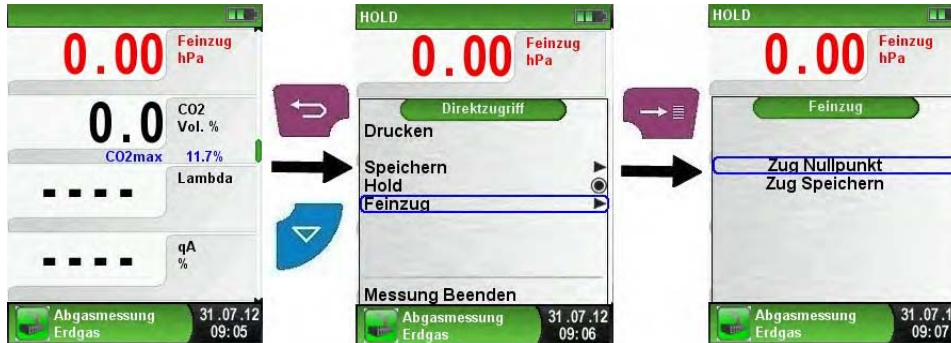 0.00 Feinzug hPa
0.0 CO2 Vol. %
CO2max 11.7%
---- Lambda
---- qA %
Abgasmessung Erdgas
31.07.12 09:05
HOLD
0.00 Feinzug hPa
Direktzugriff
Drucken
Speichern
Hold
Feinzug
Messung Beenden
Abgasmessung Erdgas
31.07.12 09:06
HOLD
0.00 Feinzug hPa
Feinzug
Zug Nullpunkt
Zug Speichern
Abgasmessung Erdgas
31.07.1
09:07